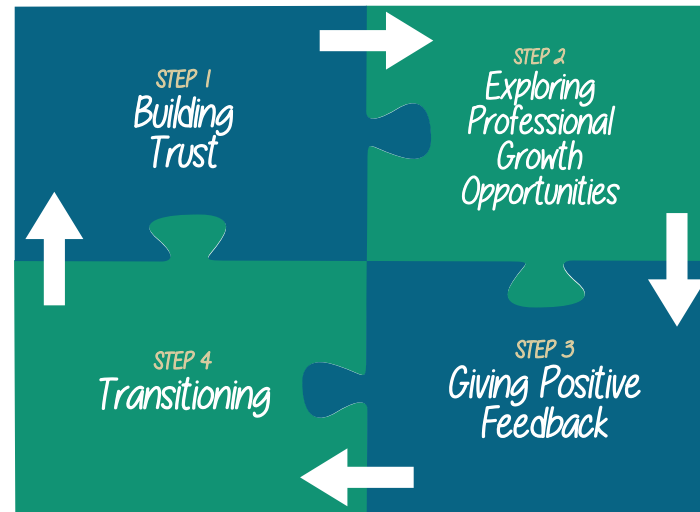 STEP 1
Building
Trust
STEP 2
Exploring
Professional
Growth
Opportunities
STEP 3
Giving Positive
Feedback
STEP 4
Transitioning